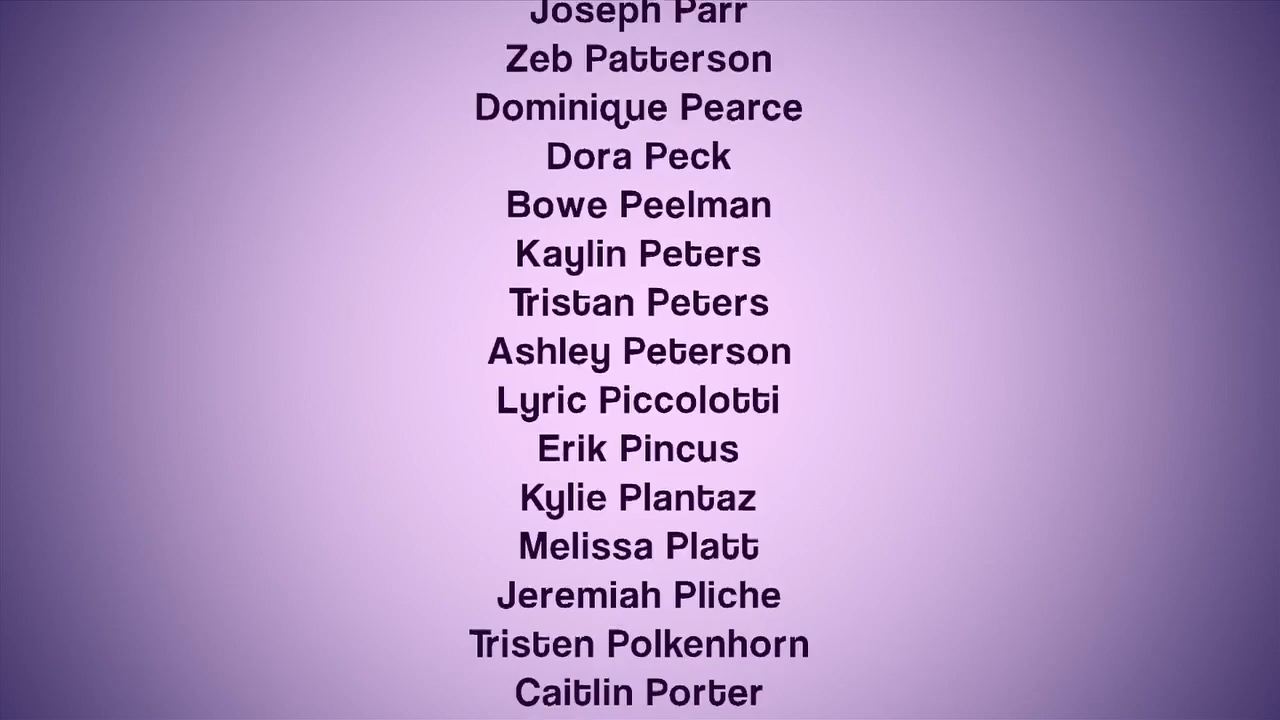 Joseph Parr
Zeb Patterson
Dominique Pearce
Dora Peck
Bowe Peelman
Kaylin Peters
Tristan Peters
Ashley Peterson
Lyric Piccolotti
Erik Pincus
Kylie Plantaz
Melissa Platt
Jeremiah Pliche
Tristen Polkenhorn
Caitlin Porter